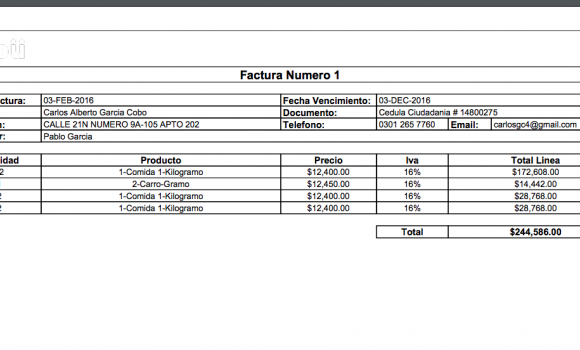 Factura Numero 1
ctura: 03-FEB-2016 Fecha Vencimiento: 03-DEC-2016
Carlos Alberto Garcia Cobo Documento: Cedula Ciudadania # 14800275
n: CALLE 21N NUMERO 9A-105 APTO 202 Telefono: 0301 265 7760 Email: carlosgc4@gmail.com
r: Pablo Garcia
idad Producto Precio Iva Total Linea
2 1-Comida 1-Kilogramo $12,400.00 16% $172,608.00
2-Carro-Gramo $12,450.00 16% $14,442.00
2 1-Comida 1-Kilogramo $12,400.00 16% $28,768.00
2 1-Comida 1-Kilogramo $12,400.00 16% $28,768.00
Total $244,586.00